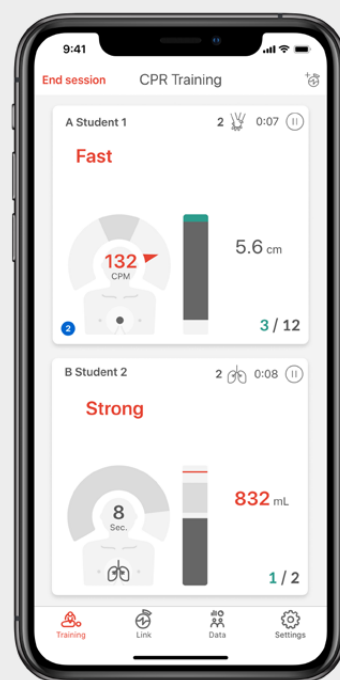 9:41
End session CPR Training
A Student 1 2 0:07
Fast
132
CPM
5.6 cm
2
3 / 12
B Student 2 2 0:08
Strong
8
Sec.
832 mL
1 / 2
Training Link Data Settings